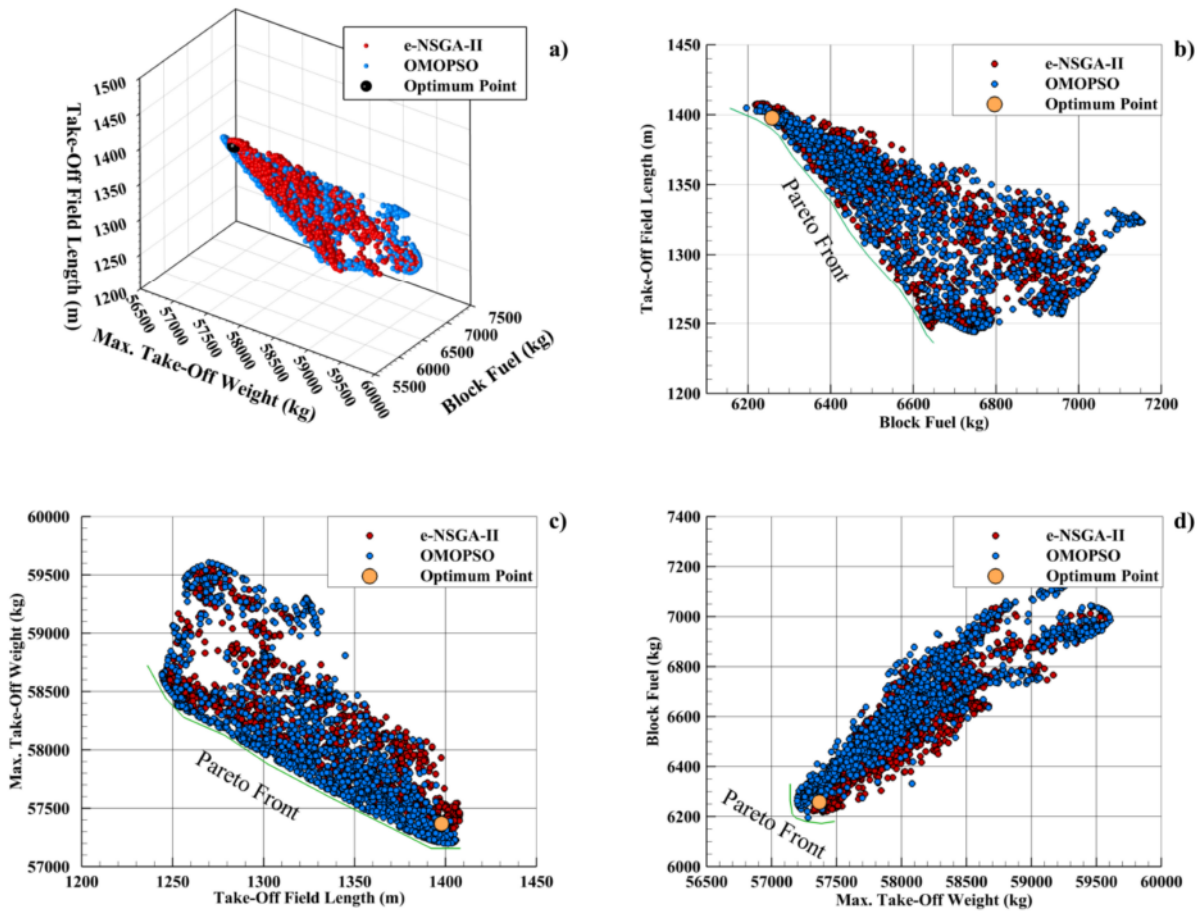 a)
e-NSGA-II
OMOPSO
Optimum Point
Take-Off Field Length (m)
1500
1450
1400
1350
1300
1250
1200
56500
57000
57500
58000
58500
59000
59500
60000
Max. Take-Off Weight (kg)
7500
7000
6500
6000
5500
Block Fuel (kg)
b)
e-NSGA-II
OMOPSO
Optimum Point
Take-Off Field Length (m)
1450
1400
1350
1300
1250
1200
Pareto Front
6200 6400 6600 6800 7000 7200
Block Fuel (kg)
c)
e-NSGA-II
OMOPSO
Optimum Point
Max. Take-Off Weight (kg)
60000
59500
59000
58500
58000
57500
57000
Pareto Front
1200 1250 1300 1350 1400 1450
Take-Off Field Length (m)
d)
e-NSGA-II
OMOPSO
Optimum Point
Block Fuel (kg)
7400
7200
7000
6800
6600
6400
6200
6000
Pareto Front
56500 57000 57500 58000 58500 59000 59500 60000
Max. Take-Off Weight (kg)